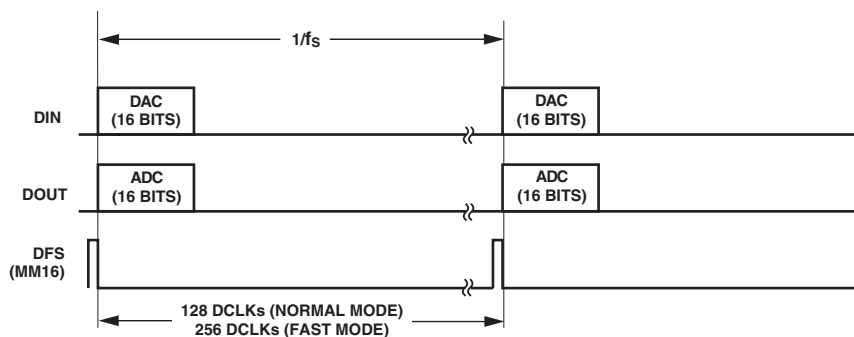 1/fS
DAC
(16 BITS)
DAC
(16 BITS)
DIN
ADC
(16 BITS)
ADC
(16 BITS)
DOUT
DFS
(MM16)
128 DCLKs (NORMAL MODE)
256 DCLKs (FAST MODE)